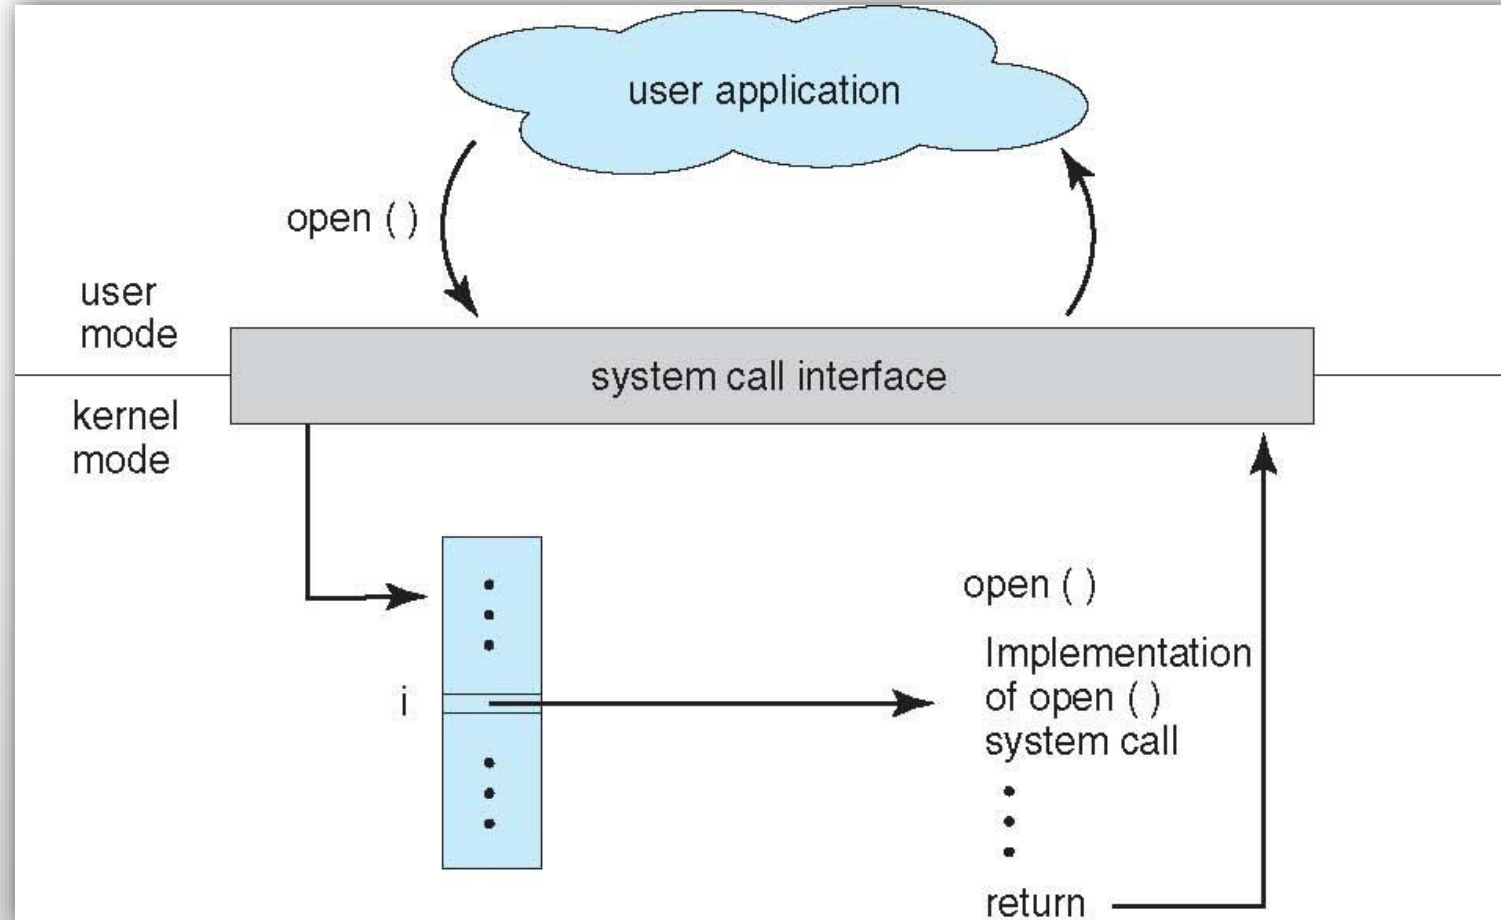 user application
open ( )
user
mode
system call interface
kernel
mode
open ( )
Implementation
of open ( )
system call
i
return